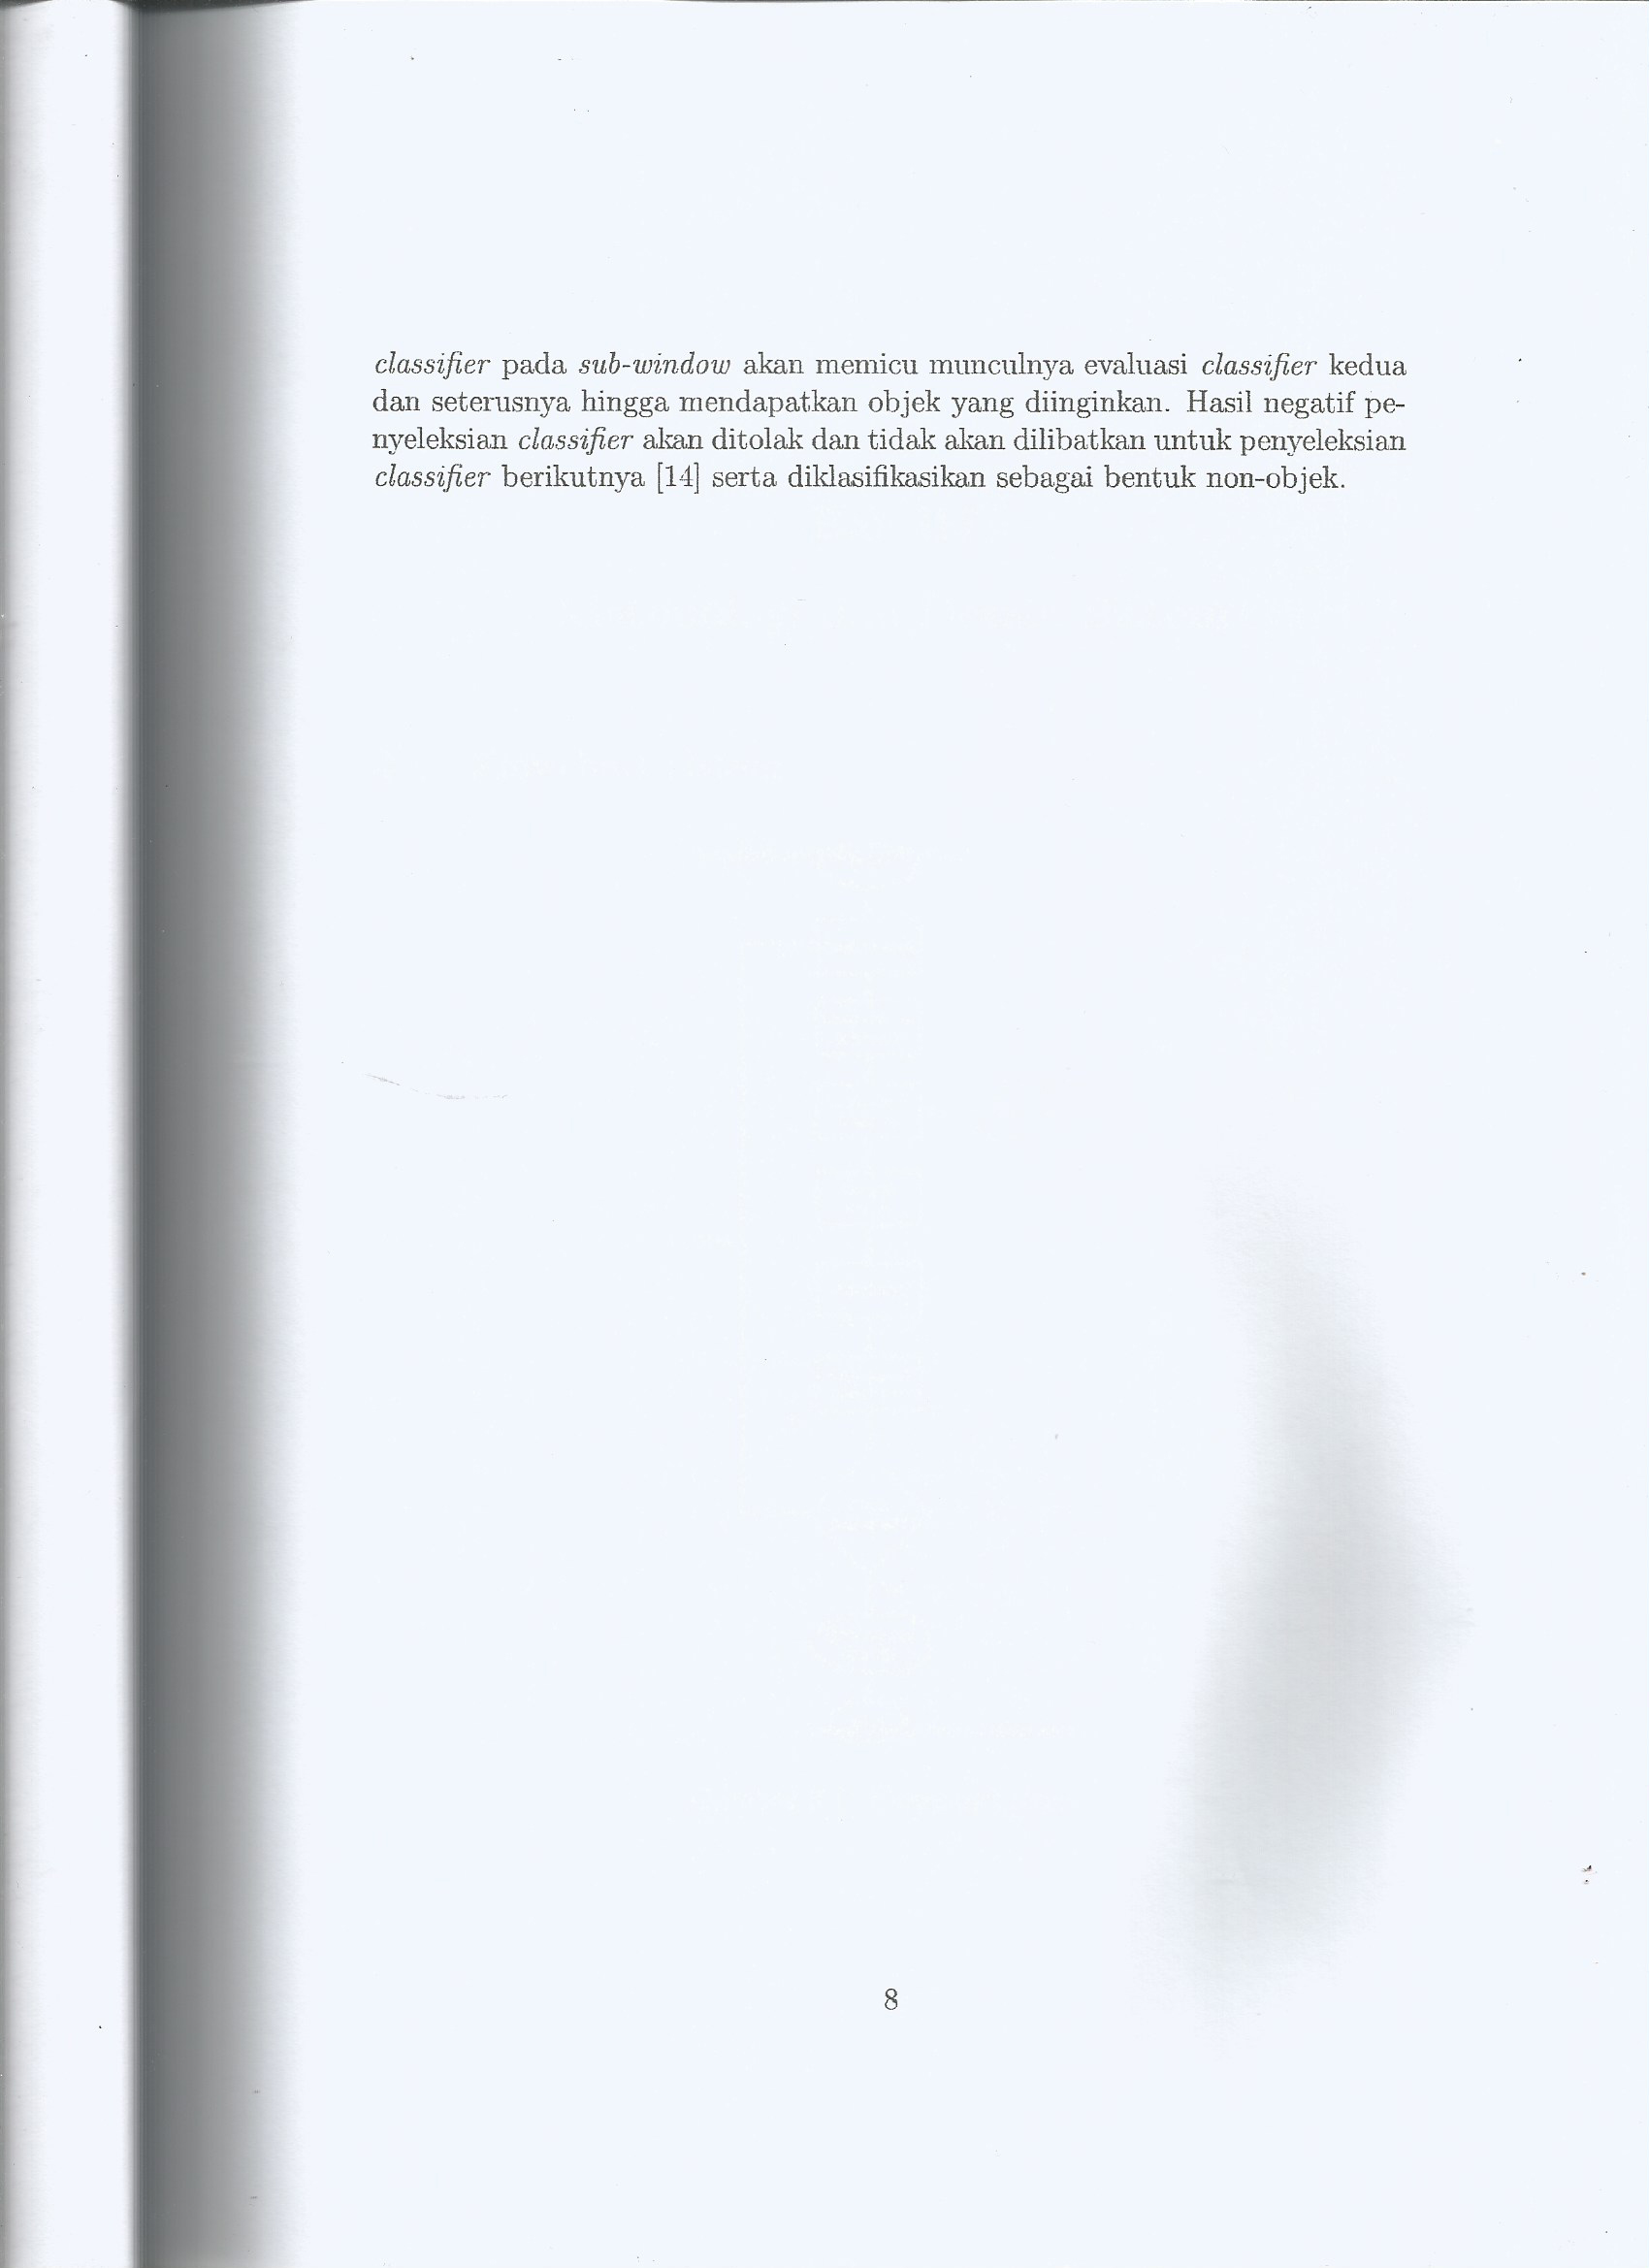 classifier pada sub-window akan memicu munculnya evaluasi classifier kedua
dan seterusnya hingga mendapatkan objek yang diinginkan. Hasil negatif pe-
nyeleksian classifier akan ditolak dan tidak akan dilibatkan untuk penyeleksian
classifier berikutnya [14] serta diklasifikasikan sebagai bentuk non-objek.
8